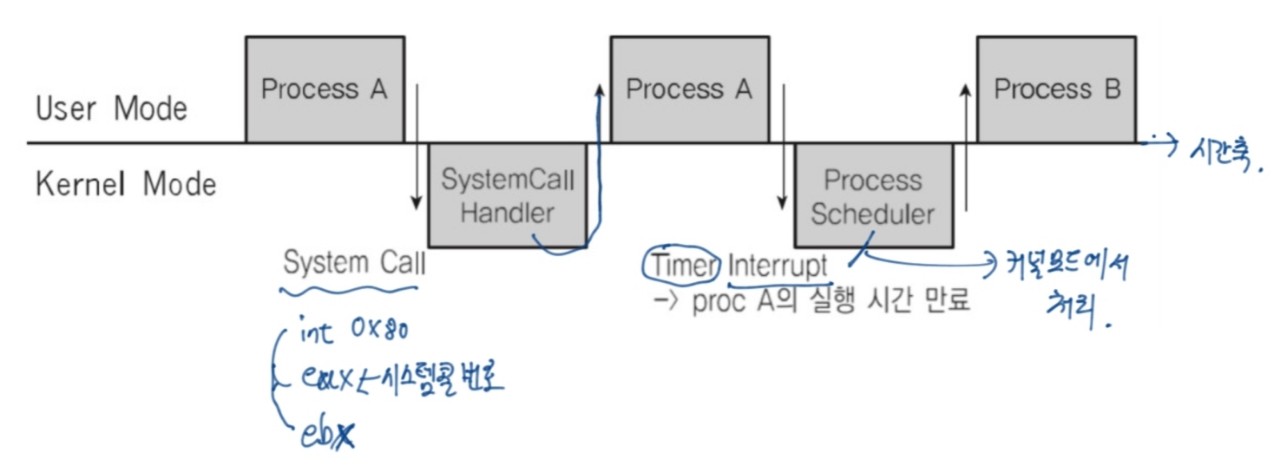 Process A
Process A
Process B
User Mode
→ 시간축.
Kernel Mode
SystemCall
Handler
Process
Scheduler
System Call
Timer Interrupt
-> proc A의 실행 시간 만료
→ 커널모드에서
처리.
int 0x80
eax ← 시스템콜 번호
ebx